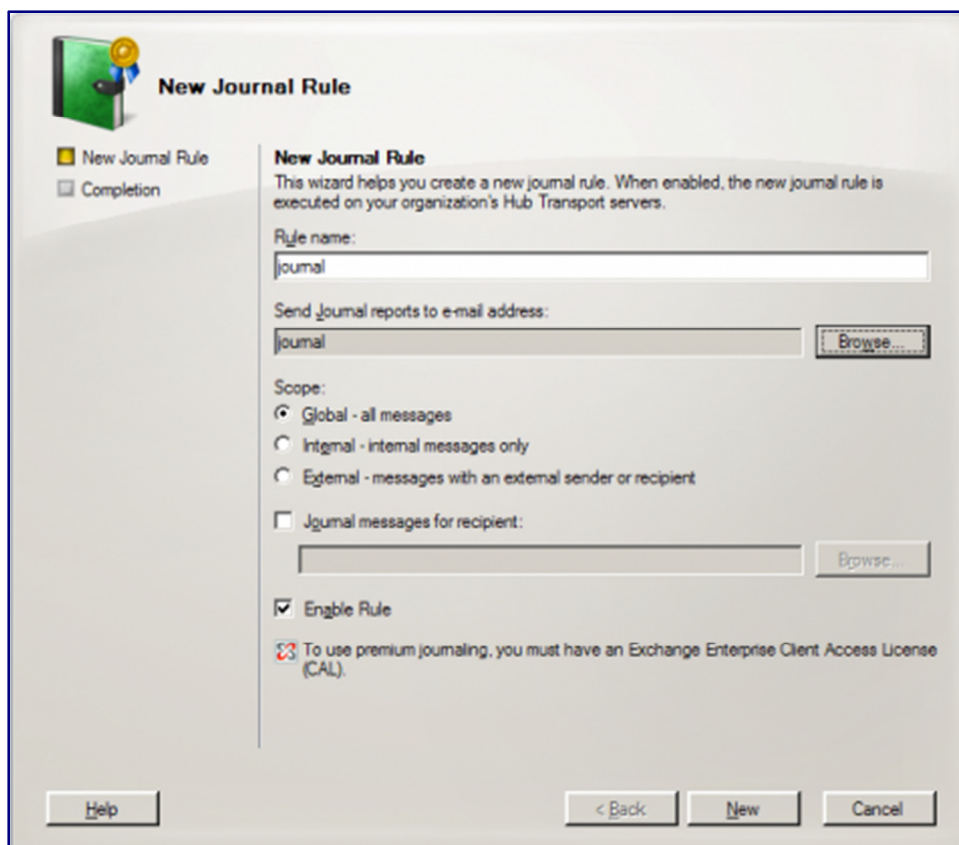 New Journal Rule
New Journal Rule
Completion
New Journal Rule
This wizard helps you create a new journal rule. When enabled, the new journal rule is
executed on your organization's Hub Transport servers.
Rule name:
journal
Send Journal reports to e-mail address:
journal
Browse...
Scope:
Global - all messages
Internal - internal messages only
External - messages with an external sender or recipient
Journal messages for recipient:
Browse...
Enable Rule
To use premium journaling, you must have an Exchange Enterprise Client Access License
(CAL).
Help
< Back
New
Cancel